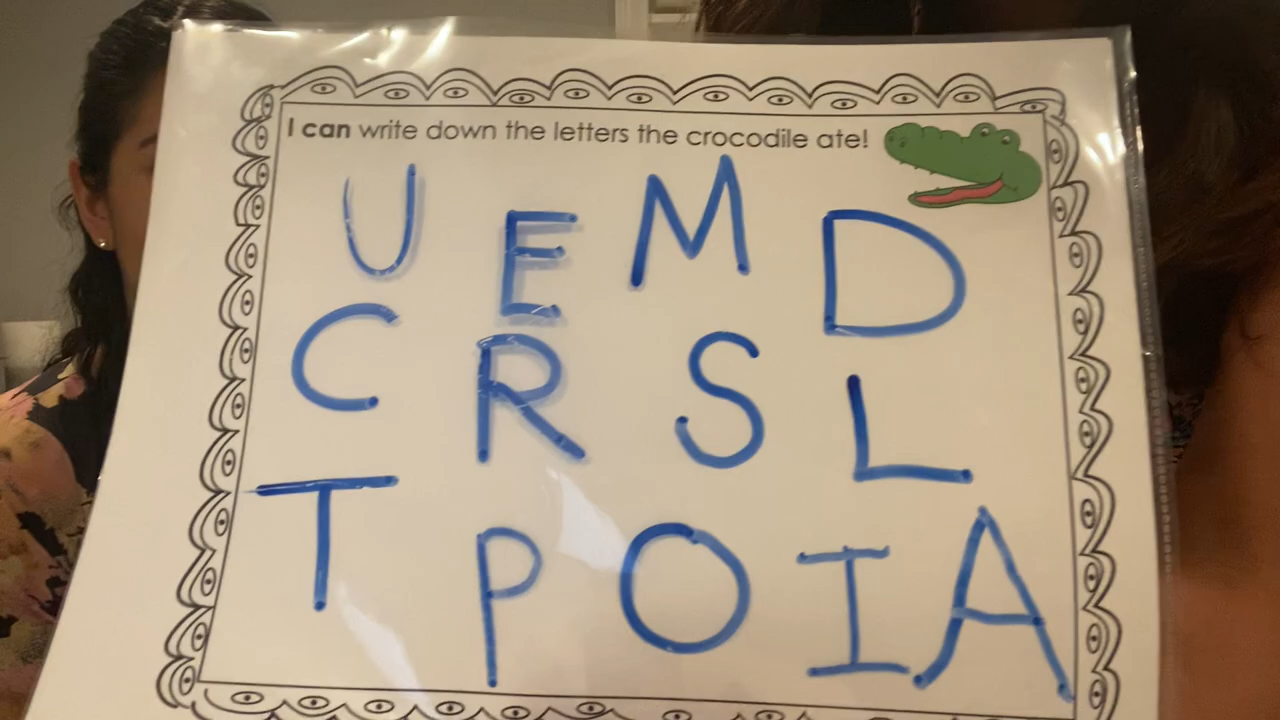 I can write down the letters the crocodile ate!
U E M D
C R S L
T P O I A